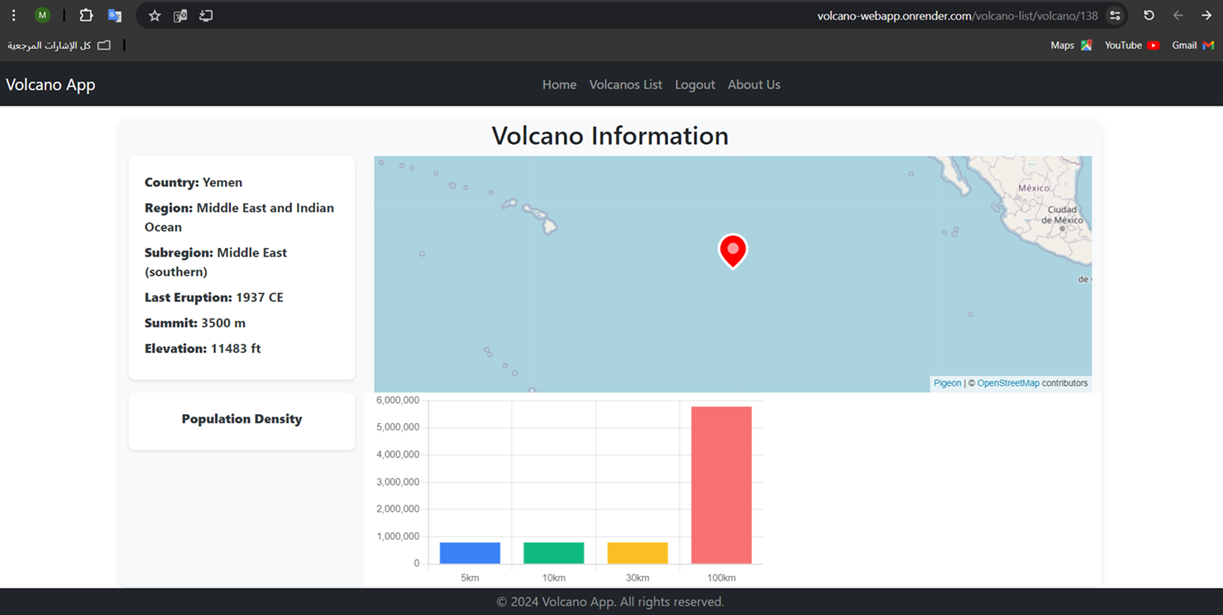 M
volcano-webapp.onrender.com/volcano-list/volcano/138
كل الإشارات المرجعية
Maps YouTube Gmail
Volcano App Home Volcanos List Logout About Us
Volcano Information
Country: Yemen
Region: Middle East and Indian
Ocean
Subregion: Middle East
(southern)
Last Eruption: 1937 CE
Summit: 3500 m
Elevation: 11483 ft
Population Density
México
Ciudad
de México
de
Pigeon | © OpenStreetMap contributors
6,000,000
5,000,000
4,000,000
3,000,000
2,000,000
1,000,000
0
5km 10km 30km 100km
© 2024 Volcano App. All rights reserved.